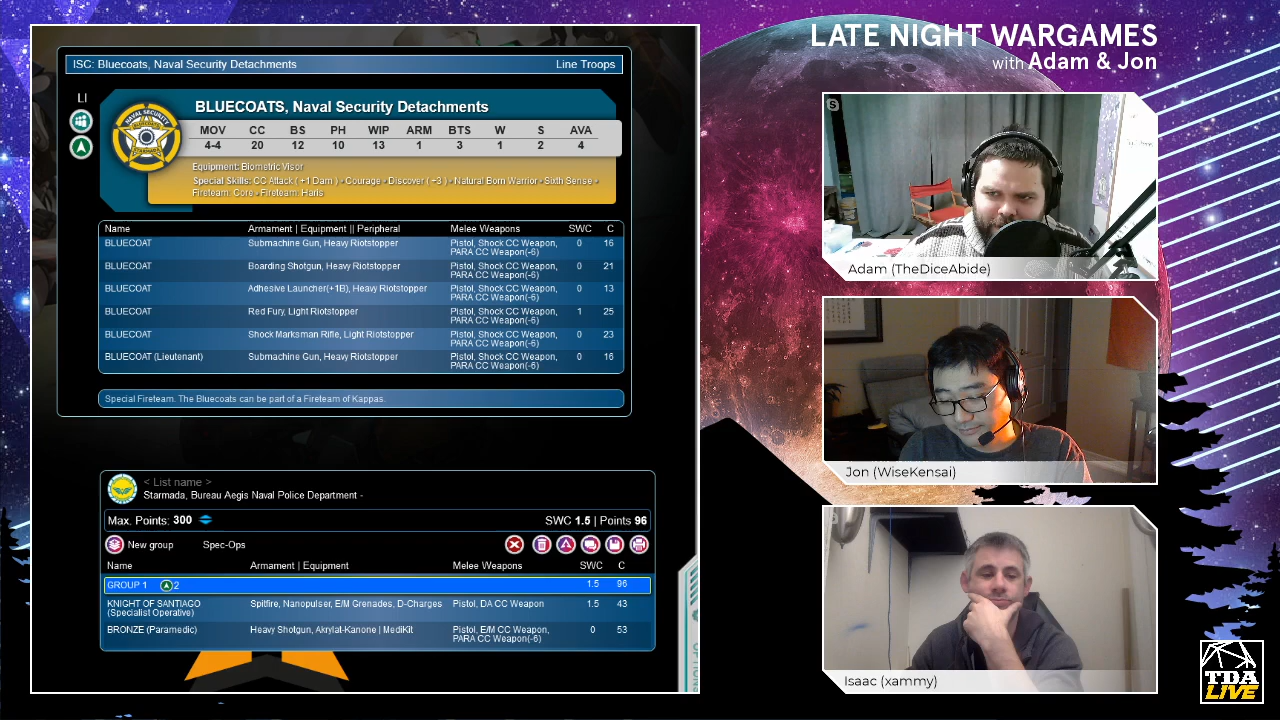 LATE NIGHT WARGAMES
with Adam & Jon
ISC: Bluecoats, Naval Security Detachments Line Troops
LI
NAVAL SECURITY
BLUECOATS, Naval Security Detachments
MOV CC BS PH WIP ARM BTS W S AVA
4-4 20 12 10 13 1 3 1 2 4
Equipment: Biometric Visor
Special Skills: CC Attack ( +1 Dam ) • Courage • Discover ( +3 ) • Natural Born Warrior • Sixth Sense •
Fireteam: Core • Fireteam: Haris
Name Armament | Equipment || Peripheral Melee Weapons SWC C
BLUECOAT Submachine Gun, Heavy Riotstopper Pistol, Shock CC Weapon, 0 16
PARA CC Weapon(-6)
BLUECOAT Boarding Shotgun, Heavy Riotstopper Pistol, Shock CC Weapon, 0 21
PARA CC Weapon(-6)
BLUECOAT Adhesive Launcher(+1B), Heavy Riotstopper Pistol, Shock CC Weapon, 0 13
PARA CC Weapon(-6)
BLUECOAT Red Fury, Light Riotstopper Pistol, Shock CC Weapon, 1 25
PARA CC Weapon(-6)
BLUECOAT Shock Marksman Rifle, Light Riotstopper Pistol, Shock CC Weapon, 0 23
PARA CC Weapon(-6)
BLUECOAT (Lieutenant) Submachine Gun, Heavy Riotstopper Pistol, Shock CC Weapon, 0 16
PARA CC Weapon(-6)
Special Fireteam. The Bluecoats can be part of a Fireteam of Kappas.
< List name >
Starmada, Bureau Aegis Naval Police Department -
Max. Points: 300 SWC 1.5 | Points 96
New group Spec-Ops
Name Armament | Equipment Melee Weapons SWC C
GROUP 1 2 1.5 96
KNIGHT OF SANTIAGO Spitfire, Nanopulser, E/M Grenades, D-Charges Pistol, DA CC Weapon 1.5 43
(Specialist Operative)
BRONZE (Paramedic) Heavy Shotgun, Akrylat-Kanone | MediKit Pistol, E/M CC Weapon, 0 53
PARA CC Weapon(-6)
OPTIONS
Adam (TheDiceAbide)
Jon (WiseKensai)
Isaac (xammy)
TDA
LIVE